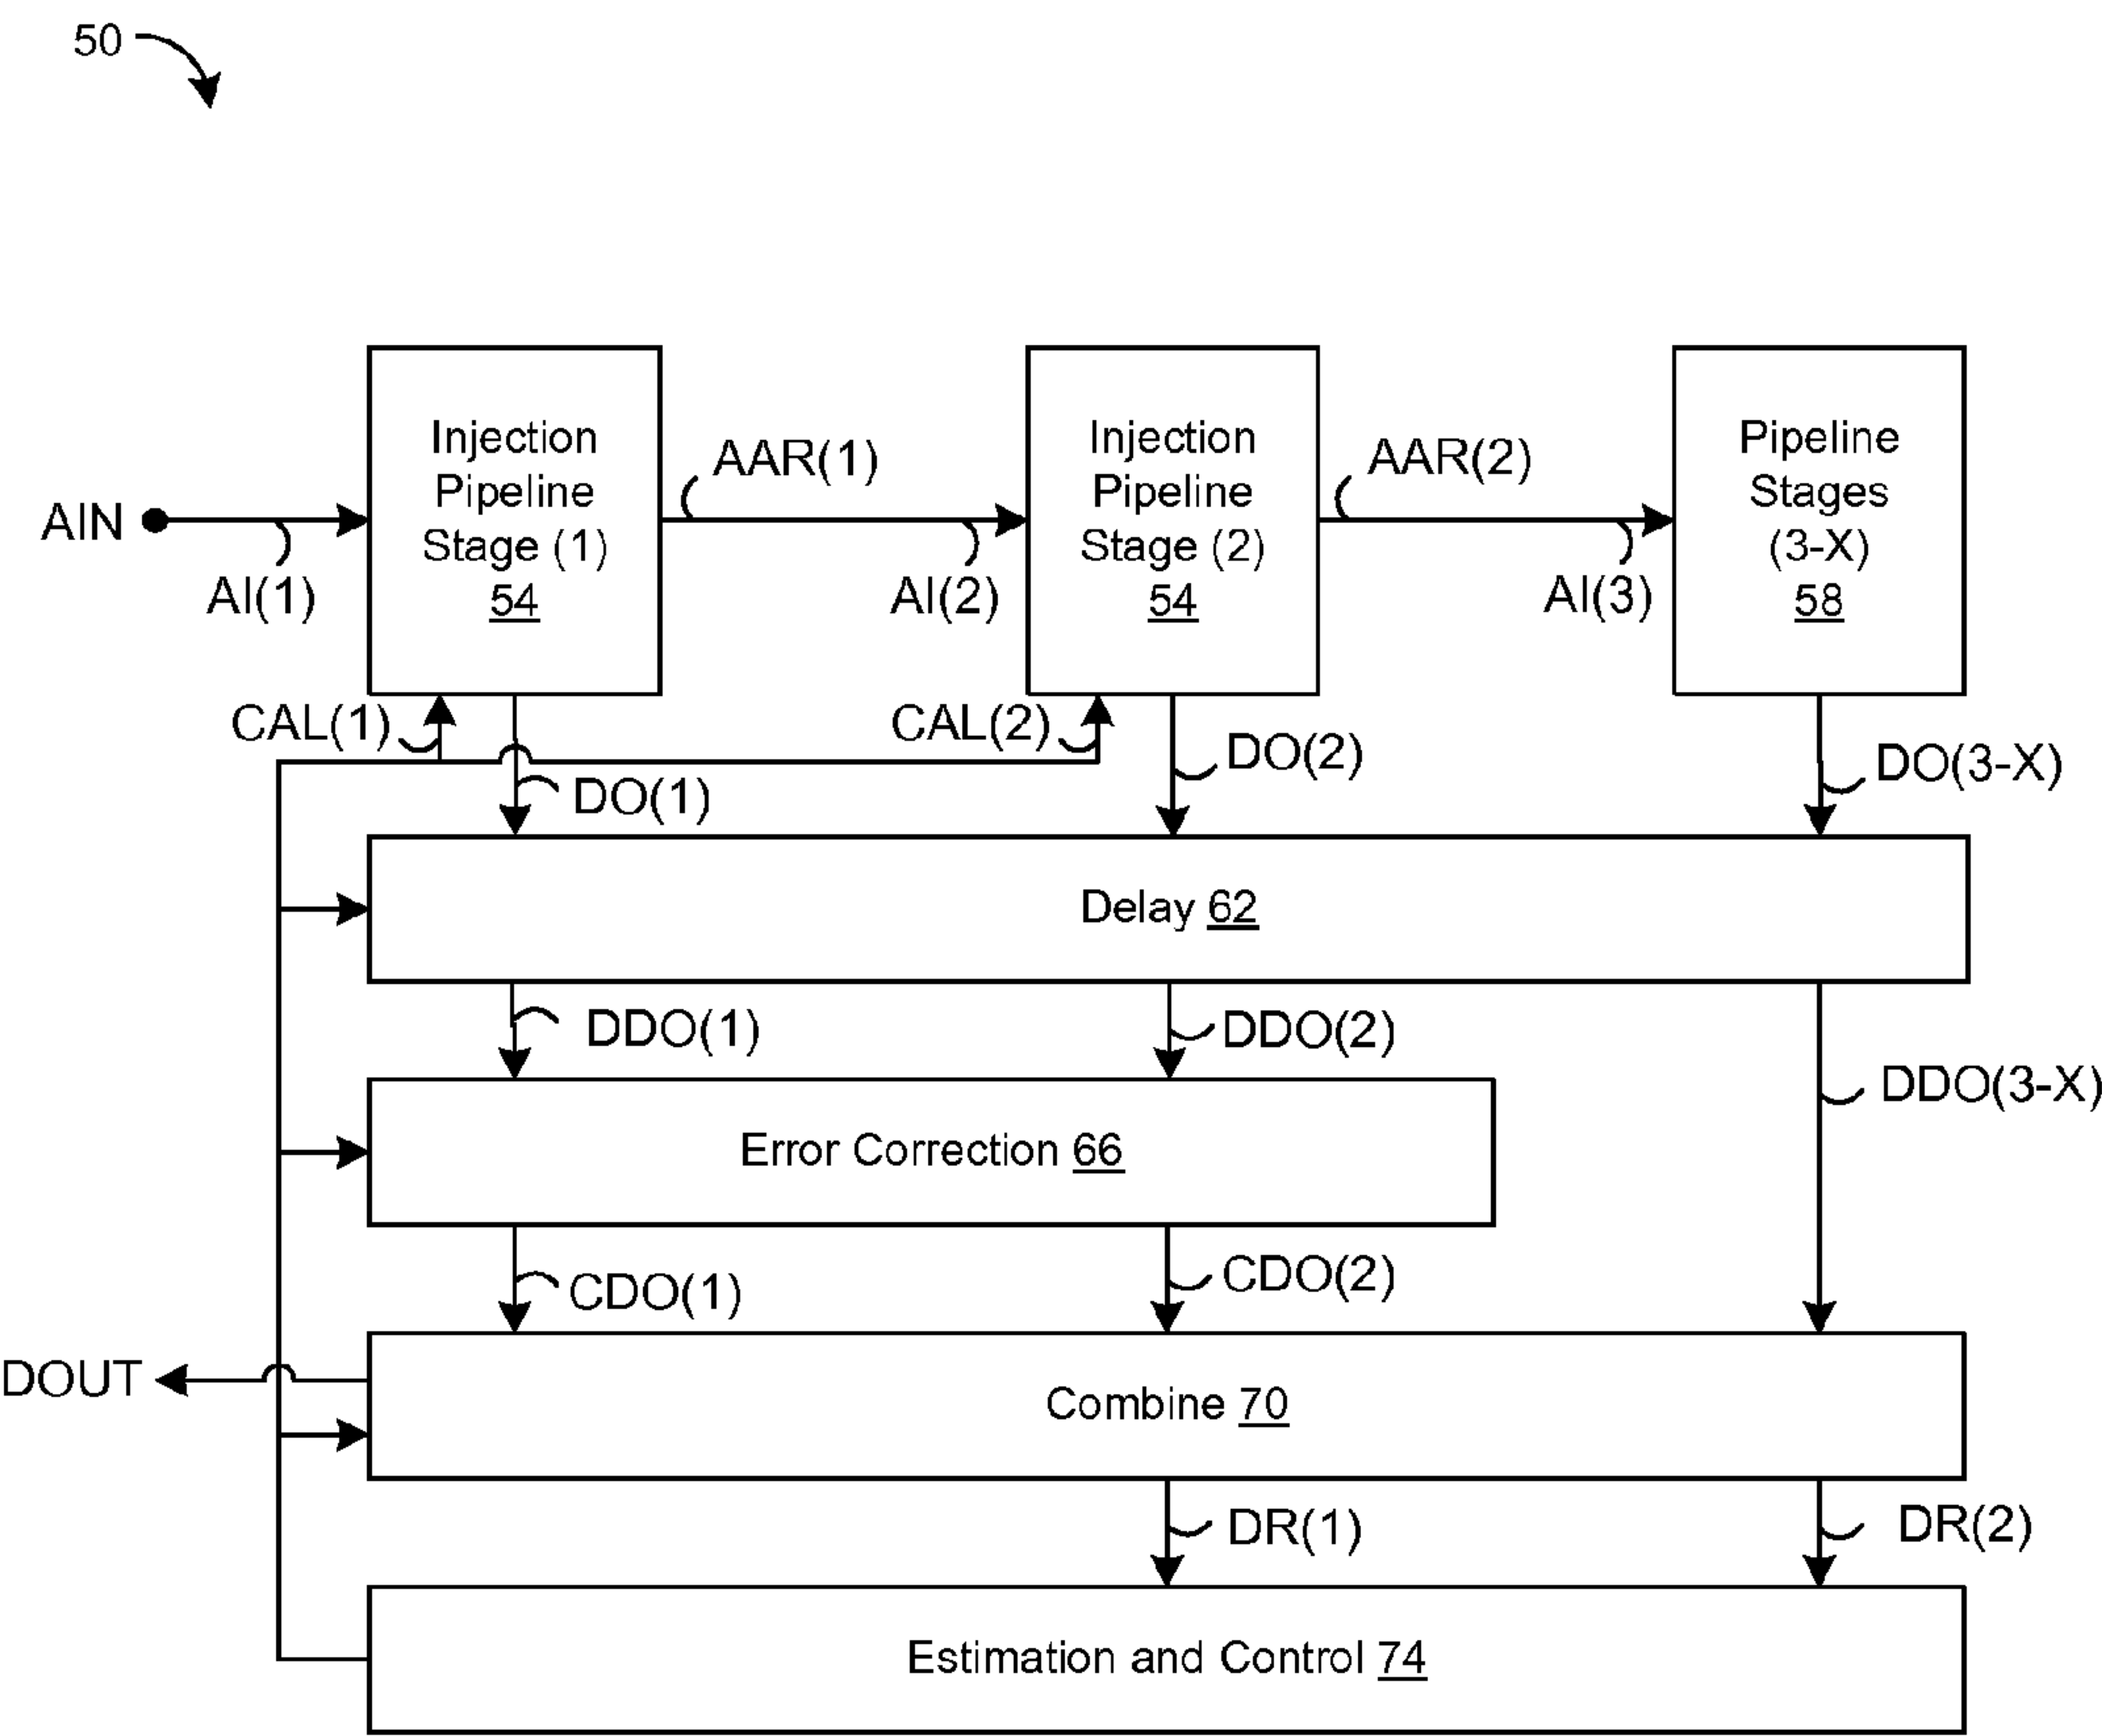 50
Injection
Pipeline
Stage (1)
54
Injection
Pipeline
Stage (2)
54
Pipeline
Stages
(3-X)
58
AIN
AI(1)
AAR(1)
AI(2)
AAR(2)
AI(3)
CAL(1)
CAL(2)
DO(1)
DO(2)
DO(3-X)
Delay 62
DDO(1)
DDO(2)
DDO(3-X)
Error Correction 66
CDO(1)
CDO(2)
DOUT
Combine 70
DR(1)
DR(2)
Estimation and Control 74